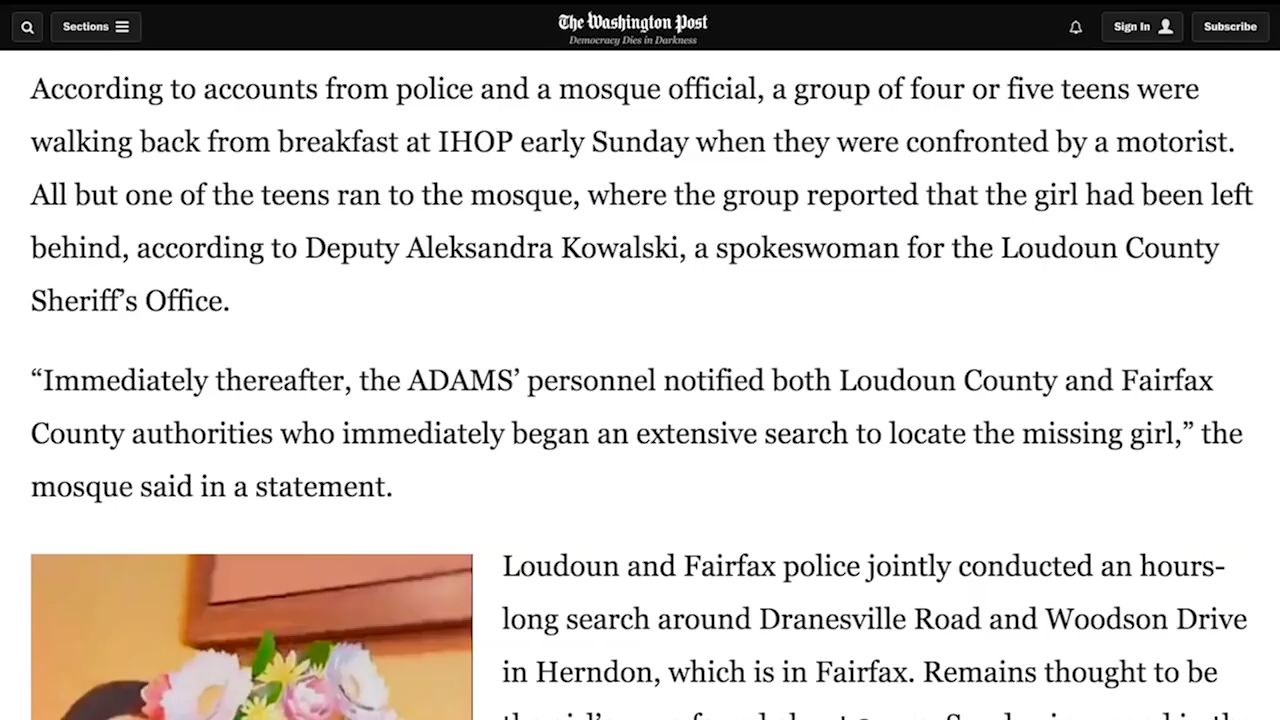 Sections
The Washington Post
Democracy Dies in Darkness
Sign In
Subscribe
According to accounts from police and a mosque official, a group of four or five teens were
walking back from breakfast at IHOP early Sunday when they were confronted by a motorist.
All but one of the teens ran to the mosque, where the group reported that the girl had been left
behind, according to Deputy Aleksandra Kowalski, a spokeswoman for the Loudoun County
Sheriff’s Office.
“Immediately thereafter, the ADAMS’ personnel notified both Loudoun County and Fairfax
County authorities who immediately began an extensive search to locate the missing girl,” the
mosque said in a statement.
Loudoun and Fairfax police jointly conducted an hours-
long search around Dranesville Road and Woodson Drive
in Herndon, which is in Fairfax. Remains thought to be